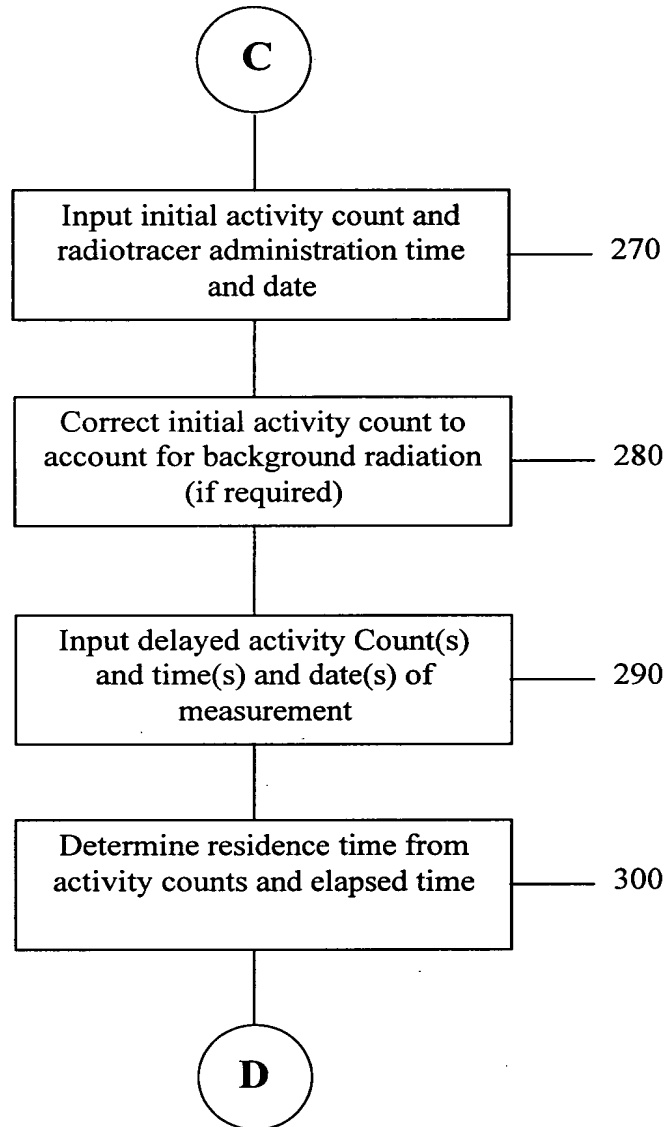 C
Input initial activity count and
radiotracer administration time
and date
270
Correct initial activity count to
account for background radiation
(if required)
280
Input delayed activity Count(s)
and time(s) and date(s) of
measurement
290
Determine residence time from
activity counts and elapsed time
300
D